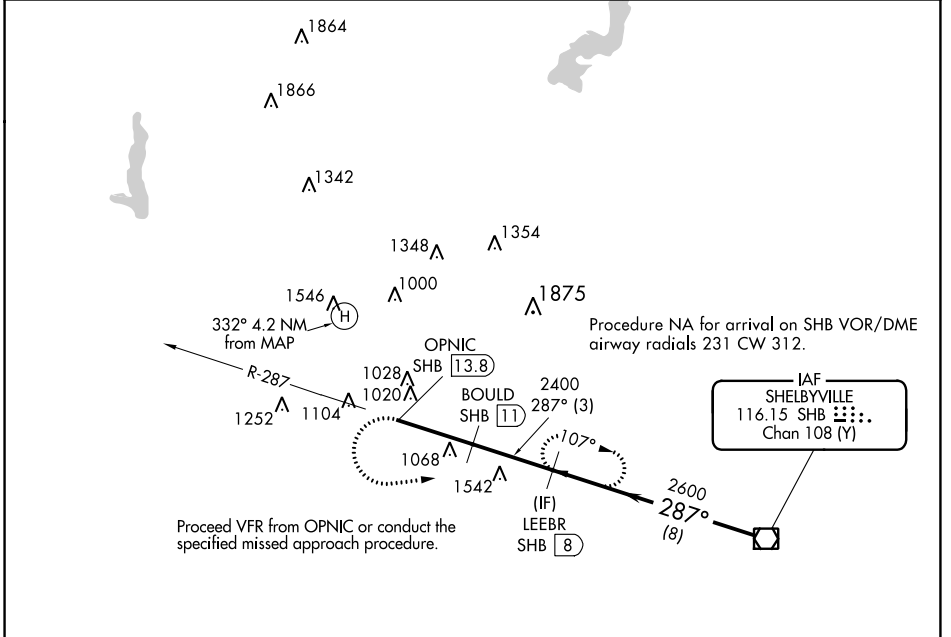 1864
1866
1342
1354
1348
1000
1875
1546
H
332° 4.2 NM
from MAP
Procedure NA for arrival on SHB VOR/DME
airway radials 231 CW 312.
OPNIC
SHB 13.8
R-287
1028
1020
BOULD
SHB 11
2400
287° (3)
IAF
SHELBYVILLE
116.15 SHB
Chan 108 (Y)
1252
1104
1068
107°
1542
(IF)
LEEBR
SHB 8
2600
287°
(8)
Proceed VFR from OPNIC or conduct the
specified missed approach procedure.